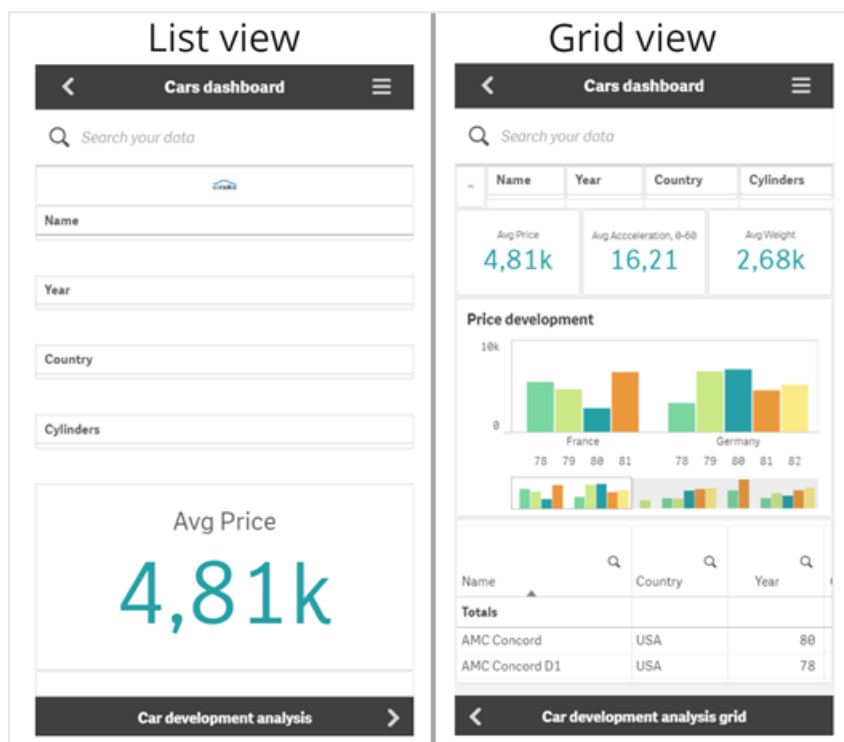 List view
Cars dashboard
Search your data
Name
Year
Country
Cylinders
Avg Price
4,81k
Car development analysis
Grid view
Cars dashboard
Search your data
Name Year Country Cylinders
Avg Price Avg Accceleration, 0-60 Avg Weight
4,81k 16,21 2,68k
Price development
10k
0
France Germany
78 79 80 81 78 79 80 81 82
Name Country Year
Totals
AMC Concord USA 80
AMC Concord D1 USA 78
Car development analysis grid